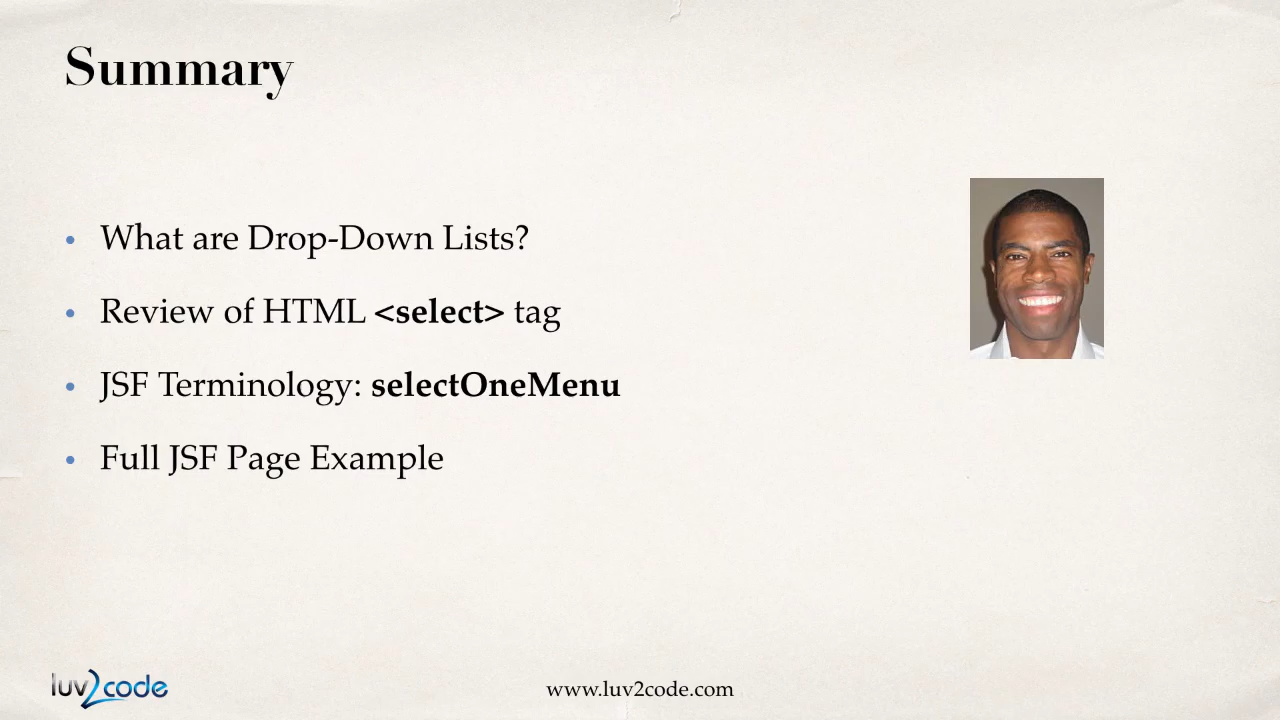 Summary
• What are Drop-Down Lists?
• Review of HTML <select> tag
• JSF Terminology: selectOneMenu
• Full JSF Page Example
luv2code
www.luv2code.com